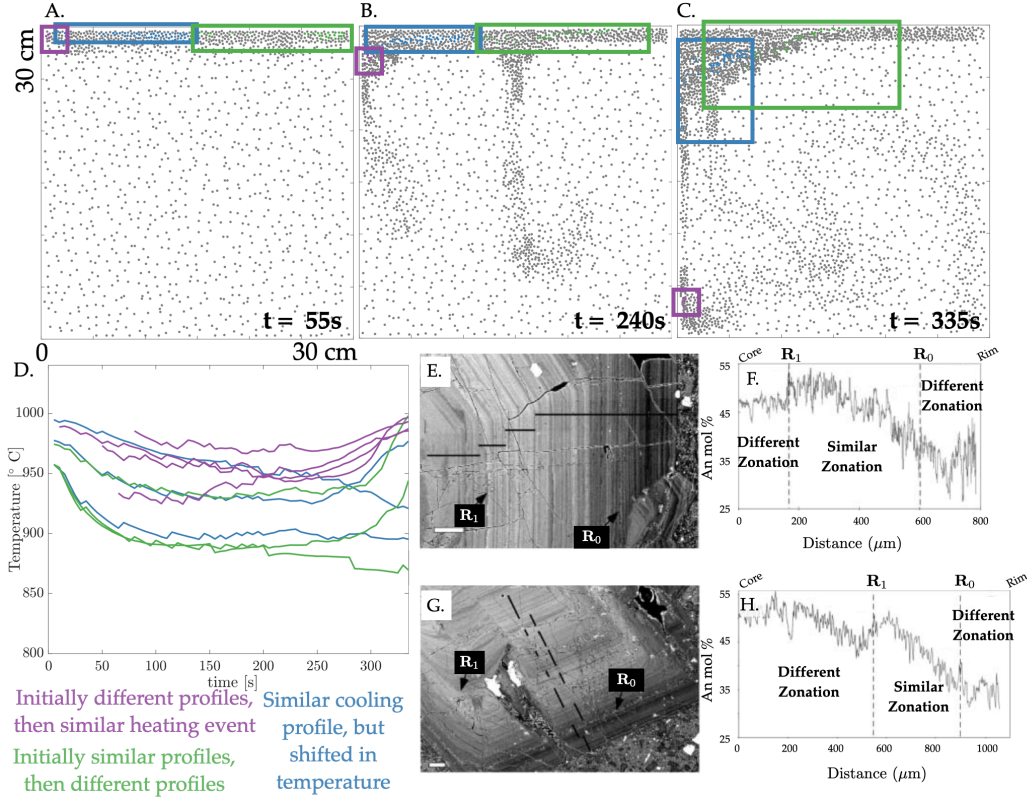 A.
B.
C.
30 cm
t = 55s
t = 240s
t = 335s
0
30 cm
D.
1000
950
900
850
800
Temperature [° C]
0
50
100
150
200
250
300
time [s]
Initially different profiles,
then similar heating event
Initially similar profiles,
then different profiles
Similar cooling
profile, but
shifted in
temperature
E.
R1
R0
F.
Core
R1
R0
Rim
55
45
35
25
An mol %
Different
Zonation
Similar
Zonation
Different
Zonation
0
200
400
600
800
Distance (μm)
G.
R1
R0
H.
Core
R1
R0
Rim
55
45
35
25
An mol %
Different
Zonation
Similar
Zonation
Different
Zonation
0
200
400
600
800
1000
Distance (μm)